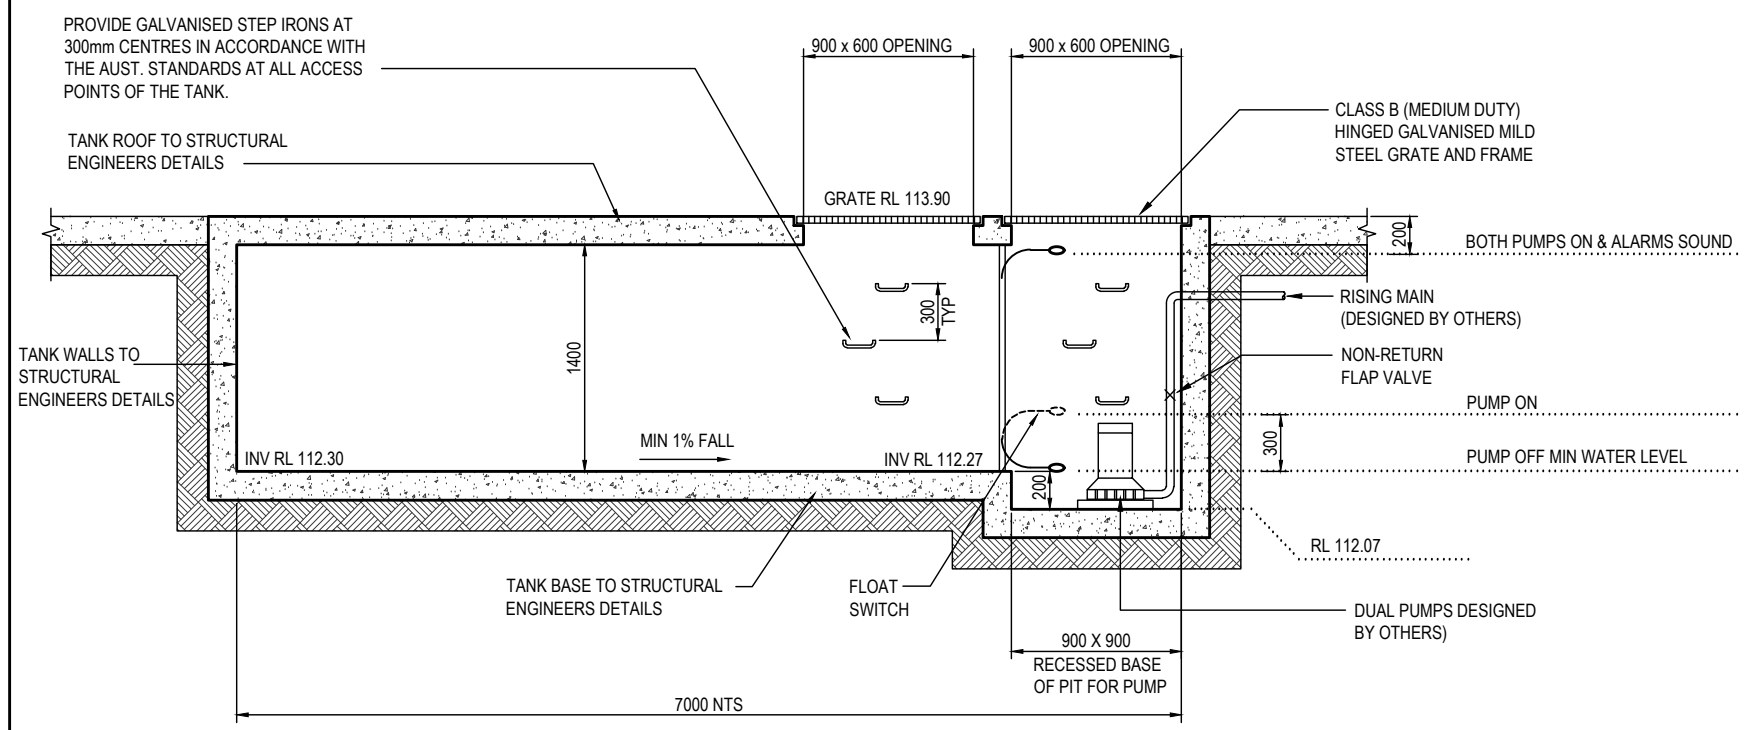 PROVIDE GALVANISED STEP IRONS AT
300mm CENTRES IN ACCORDANCE WITH
THE AUST. STANDARDS AT ALL ACCESS
POINTS OF THE TANK.
900 x 600 OPENING
900 x 600 OPENING
CLASS B (MEDIUM DUTY)
HINGED GALVANISED MILD
STEEL GRATE AND FRAME
TANK ROOF TO STRUCTURAL
ENGINEERS DETAILS
GRATE RL 113.90
200
BOTH PUMPS ON & ALARMS SOUND
300
TYP
RISING MAIN
(DESIGNED BY OTHERS)
TANK WALLS TO
STRUCTURAL
ENGINEERS DETAILS
1400
NON-RETURN
FLAP VALVE
PUMP ON
MIN 1% FALL
300
INV RL 112.30
INV RL 112.27
PUMP OFF MIN WATER LEVEL
200
RL 112.07
TANK BASE TO STRUCTURAL
ENGINEERS DETAILS
FLOAT
SWITCH
DUAL PUMPS DESIGNED
BY OTHERS)
900 X 900
RECESSED BASE
OF PIT FOR PUMP
7000 NTS